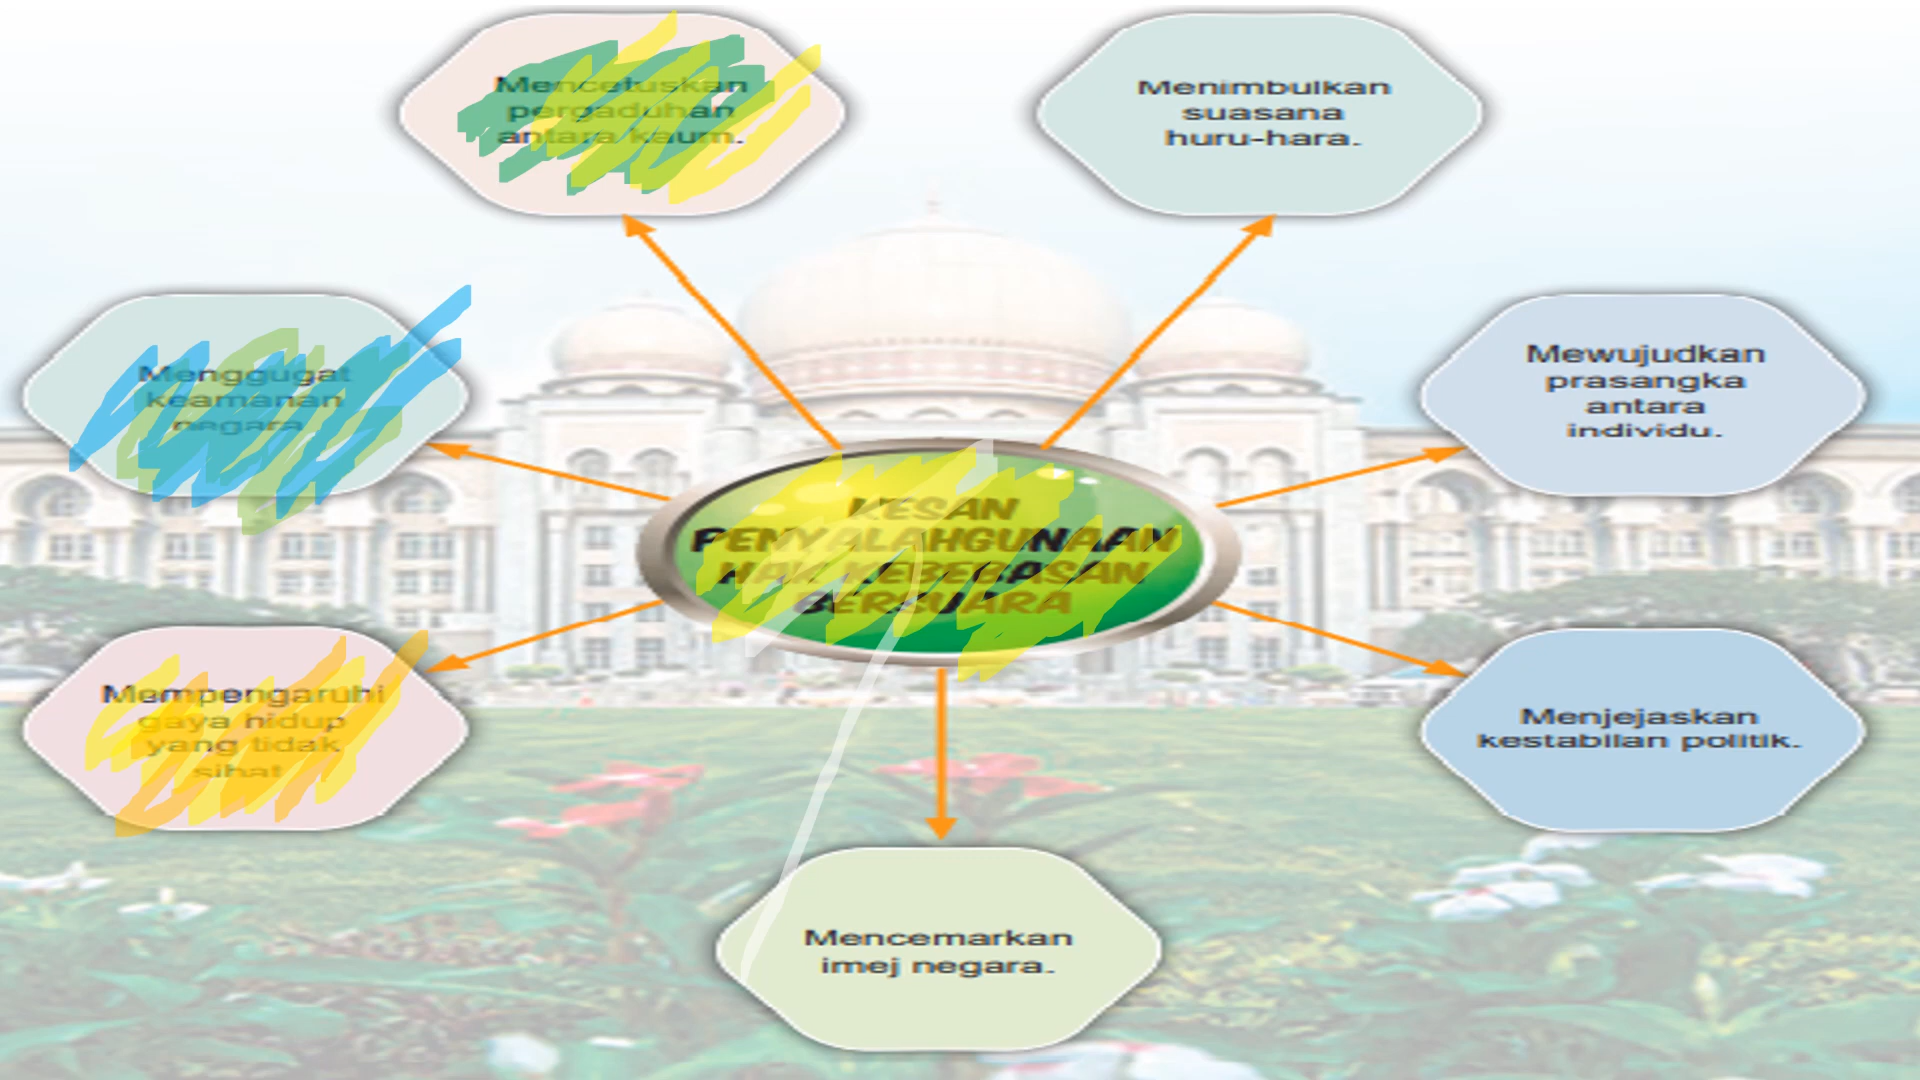 Mencetuskan
pergaduhan
antara kaum.
Menimbulkan
suasana
huru-hara.
Menggugat
keamanan
negara
Mewujudkan
prasangka
antara
individu.
KESAN
PENYALAHGUNAAN
HAK KEBEBASAN
BERSUARA
Mempengaruhi
gaya hidup
yang tidak
sihat
Menjejaskan
kestabilan politik.
Mencemarkan
imej negara.